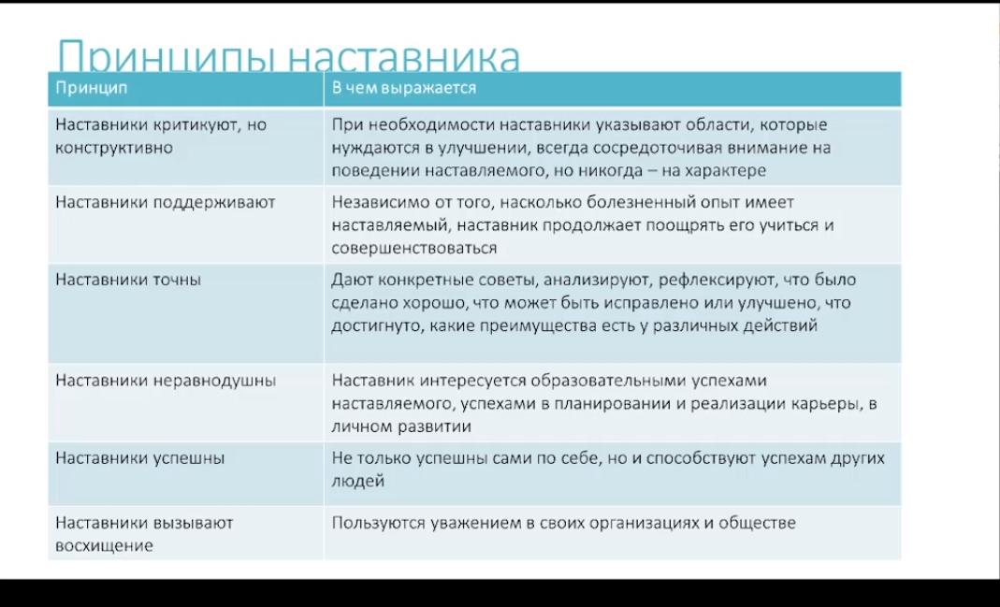 Принципы наставника
Принцип
В чем выражается
Наставники критикуют, но
конструктивно
При необходимости наставники указывают области, которые
нуждаются в улучшении, всегда сосредоточивая внимание на
поведении наставляемого, но никогда – на характере
Наставники поддерживают
Независимо от того, насколько болезненный опыт имеет
наставляемый, наставник продолжает поощрять его учиться и
совершенствоваться
Наставники точны
Дают конкретные советы, анализируют, рефлексируют, что было
сделано хорошо, что может быть исправлено или улучшено, что
достигнуто, какие преимущества есть у различных действий
Наставники неравнодушны
Наставник интересуется образовательными успехами
наставляемого, успехами в планировании и реализации карьеры, в
личном развитии
Наставники успешны
Не только успешны сами по себе, но и способствуют успехам других
людей
Наставники вызывают
восхищение
Пользуются уважением в своих организациях и обществе